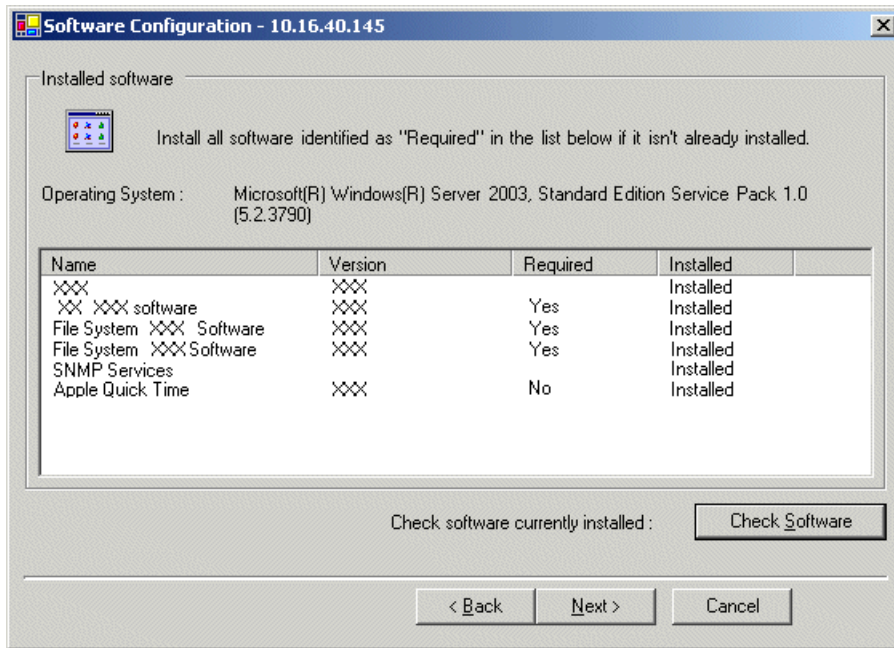 Software Configuration - 10.16.40.145
Installed software
Install all software identified as "Required" in the list below if it isn't already installed.
Operating System : Microsoft(R) Windows(R) Server 2003, Standard Edition Service Pack 1.0
(5.2.3790)
Name Version Required Installed
XXX XXX Installed
XX XXX software XXX Yes Installed
File System XXX Software XXX Yes Installed
File System XXX Software XXX Yes Installed
SNMP Services Installed
Apple Quick Time XXX No Installed
Check software currently installed : Check Software
< Back Next > Cancel